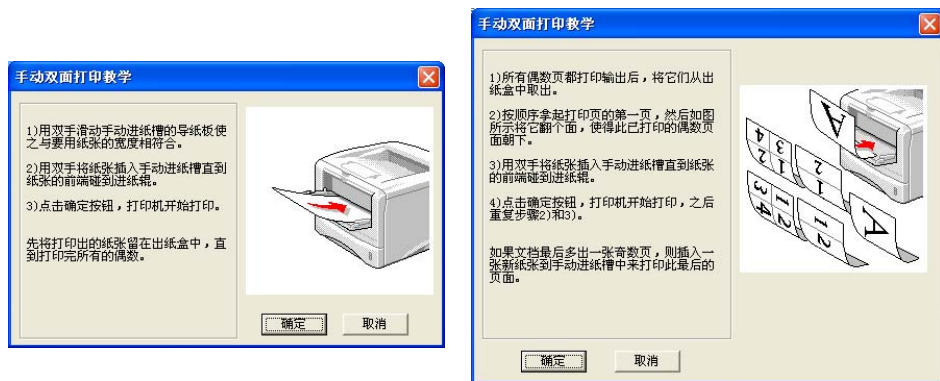 手动双面打印教学
1)用双手滑动手动进纸槽的导纸板使
之与要用纸张的宽度相符合。
2)用双手将纸张插入手动进纸槽直到
纸张的前端碰到进纸辊。
3)点击确定按钮，打印机开始打印。
先将打印出的纸张留在出纸盒中，直
到打印完所有的偶数。
确定
取消
手动双面打印教学
1)所有偶数页都打印输出后，将它们从出
纸盒中取出。
2)按顺序拿起打印页的第一页，然后如图
所示将它翻个面，使得此已打印的偶数页
面朝下。
3)用双手将纸张插入手动进纸槽直到纸张
的前端碰到进纸辊。
4)点击确定按钮，打印机开始打印，之后
重复步骤2)和3)。
如果文档最后多出一张奇数页，则插入一
张新纸张到手动进纸槽中来打印此最后的
页面。
A
4 3
2 1
2
1
3 4
1 2
1 2
A
确定
取消